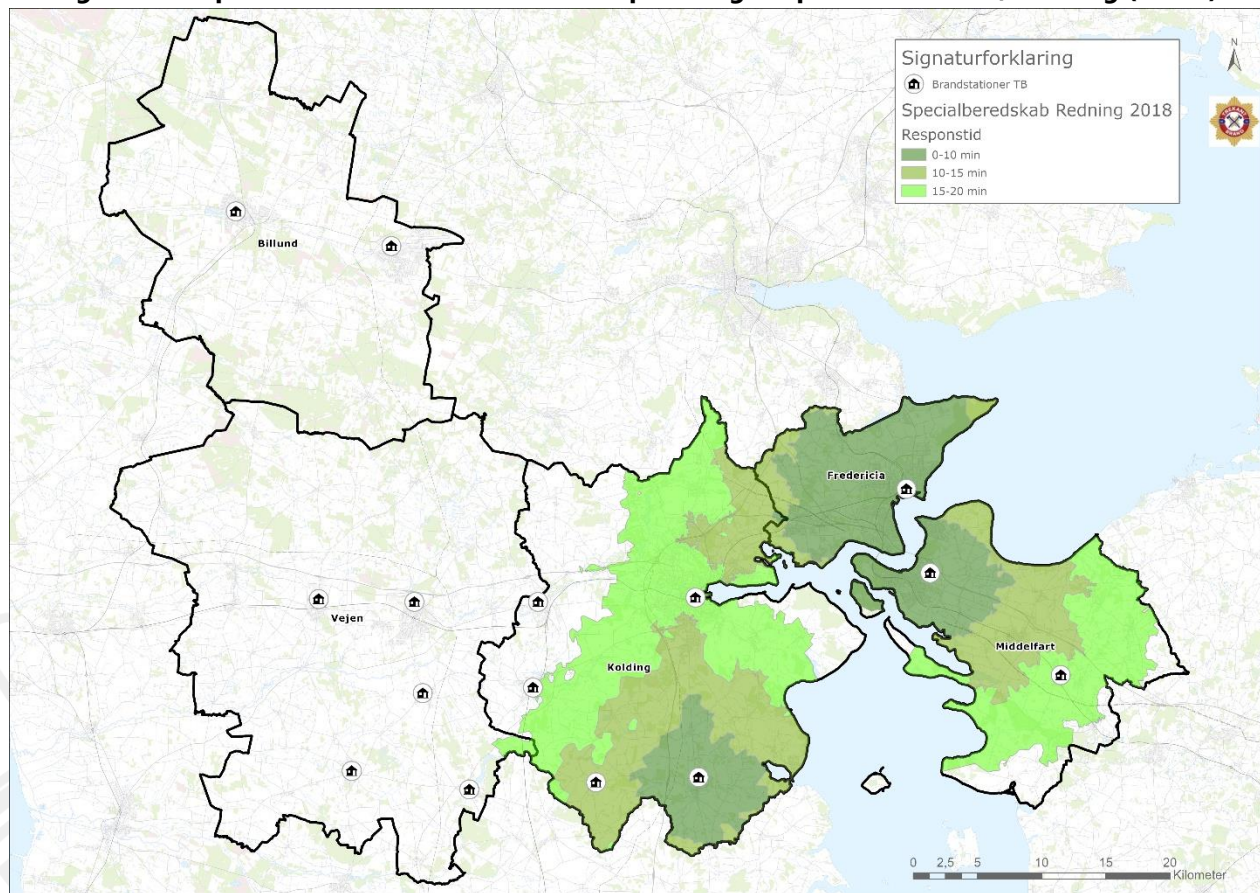 Signaturforklaring
Brandstationer TB
Specialberedskab Redning 2018
Responstid
0-10 min
10-15 min
15-20 min
N
Billund
Fredericia
Vejen
Kolding
Middelfart
0 2,5 5 10 15 20
Kilometer